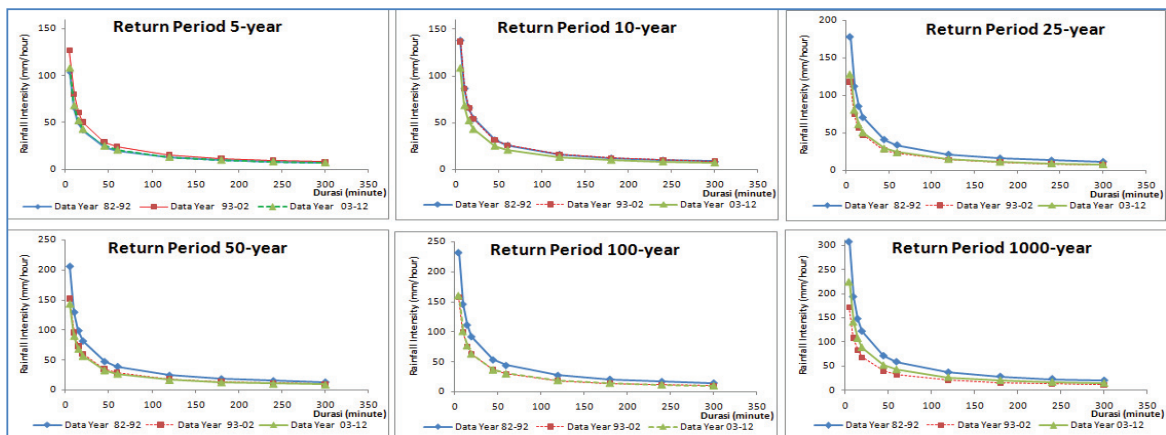 Return Period 5-year
Rainfall Intensity (mm/hour)
150
100
50
0
0 50 100 150 200 250 300 350
Durasi (minute)
Data Year 82-92 Data Year 93-02 Data Year 03-12
Return Period 10-year
Rainfall Intensity (mm/hour)
150
100
50
0
0 50 100 150 200 250 300 350
Durasi (minute)
Data Year 82-92 Data Year 93-02 Data Year 03-12
Return Period 25-year
Rainfall Intensity (mm/hour)
200
150
100
50
0
0 50 100 150 200 250 300 350
Durasi (minute)
Data Year 82-92 Data Year 93-02 Data Year 03-12
Return Period 50-year
Rainfall Intensity (mm/hour)
250
200
150
100
50
0
0 50 100 150 200 250 300 350
Durasi (minute)
Data Year 82-92 Data Year 93-02 Data Year 03-12
Return Period 100-year
Rainfall Intensity (mm/hour)
250
200
150
100
50
0
0 50 100 150 200 250 300 350
Durasi (minute)
Data Year 82-92 Data Year 93-02 Data Year 03-12
Return Period 1000-year
Rainfall Intensity (mm/hour)
300
250
200
150
100
50
0
0 50 100 150 200 250 300 350
Durasi (minute)
Data Year 82-92 Data Year 93-02 Data Year 03-12